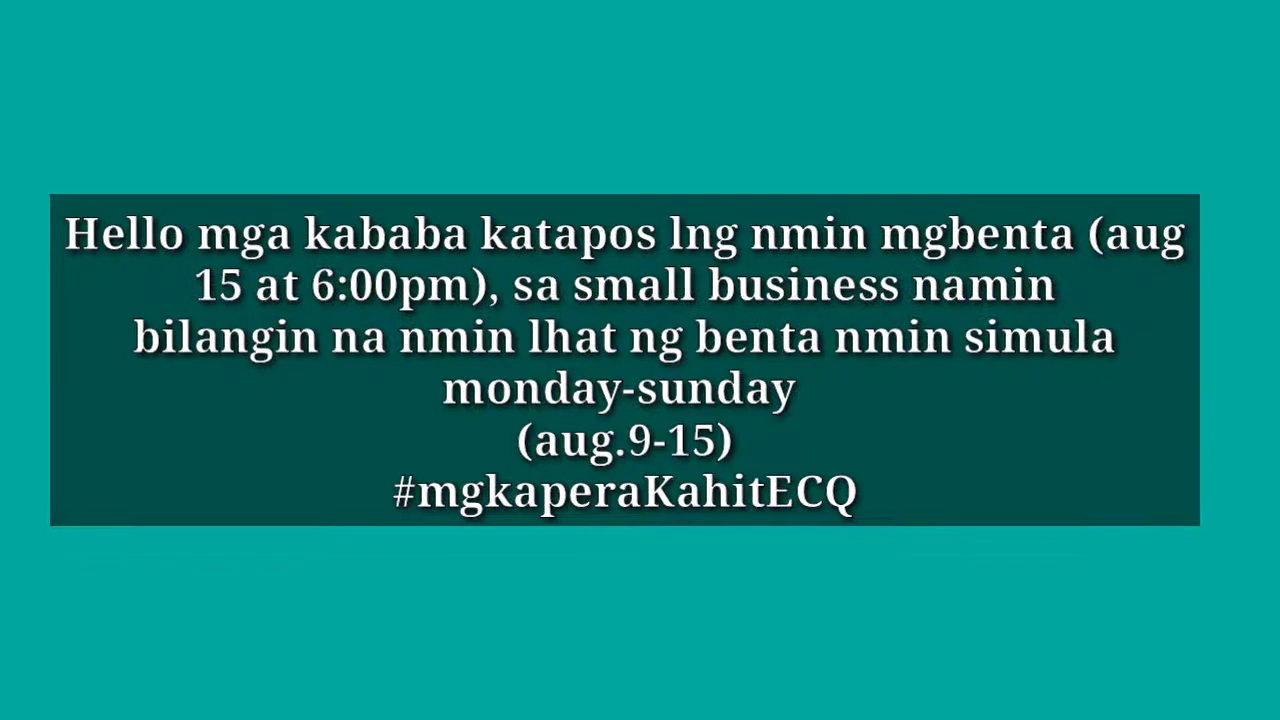 Hello mga kababa katapos lng nmin mgbenta (aug
15 at 6:00pm), sa small business namin
bilangin na nmin lhat ng benta nmin simula
monday-sunday
(aug.9-15)
#mgkaperaKahitECQ